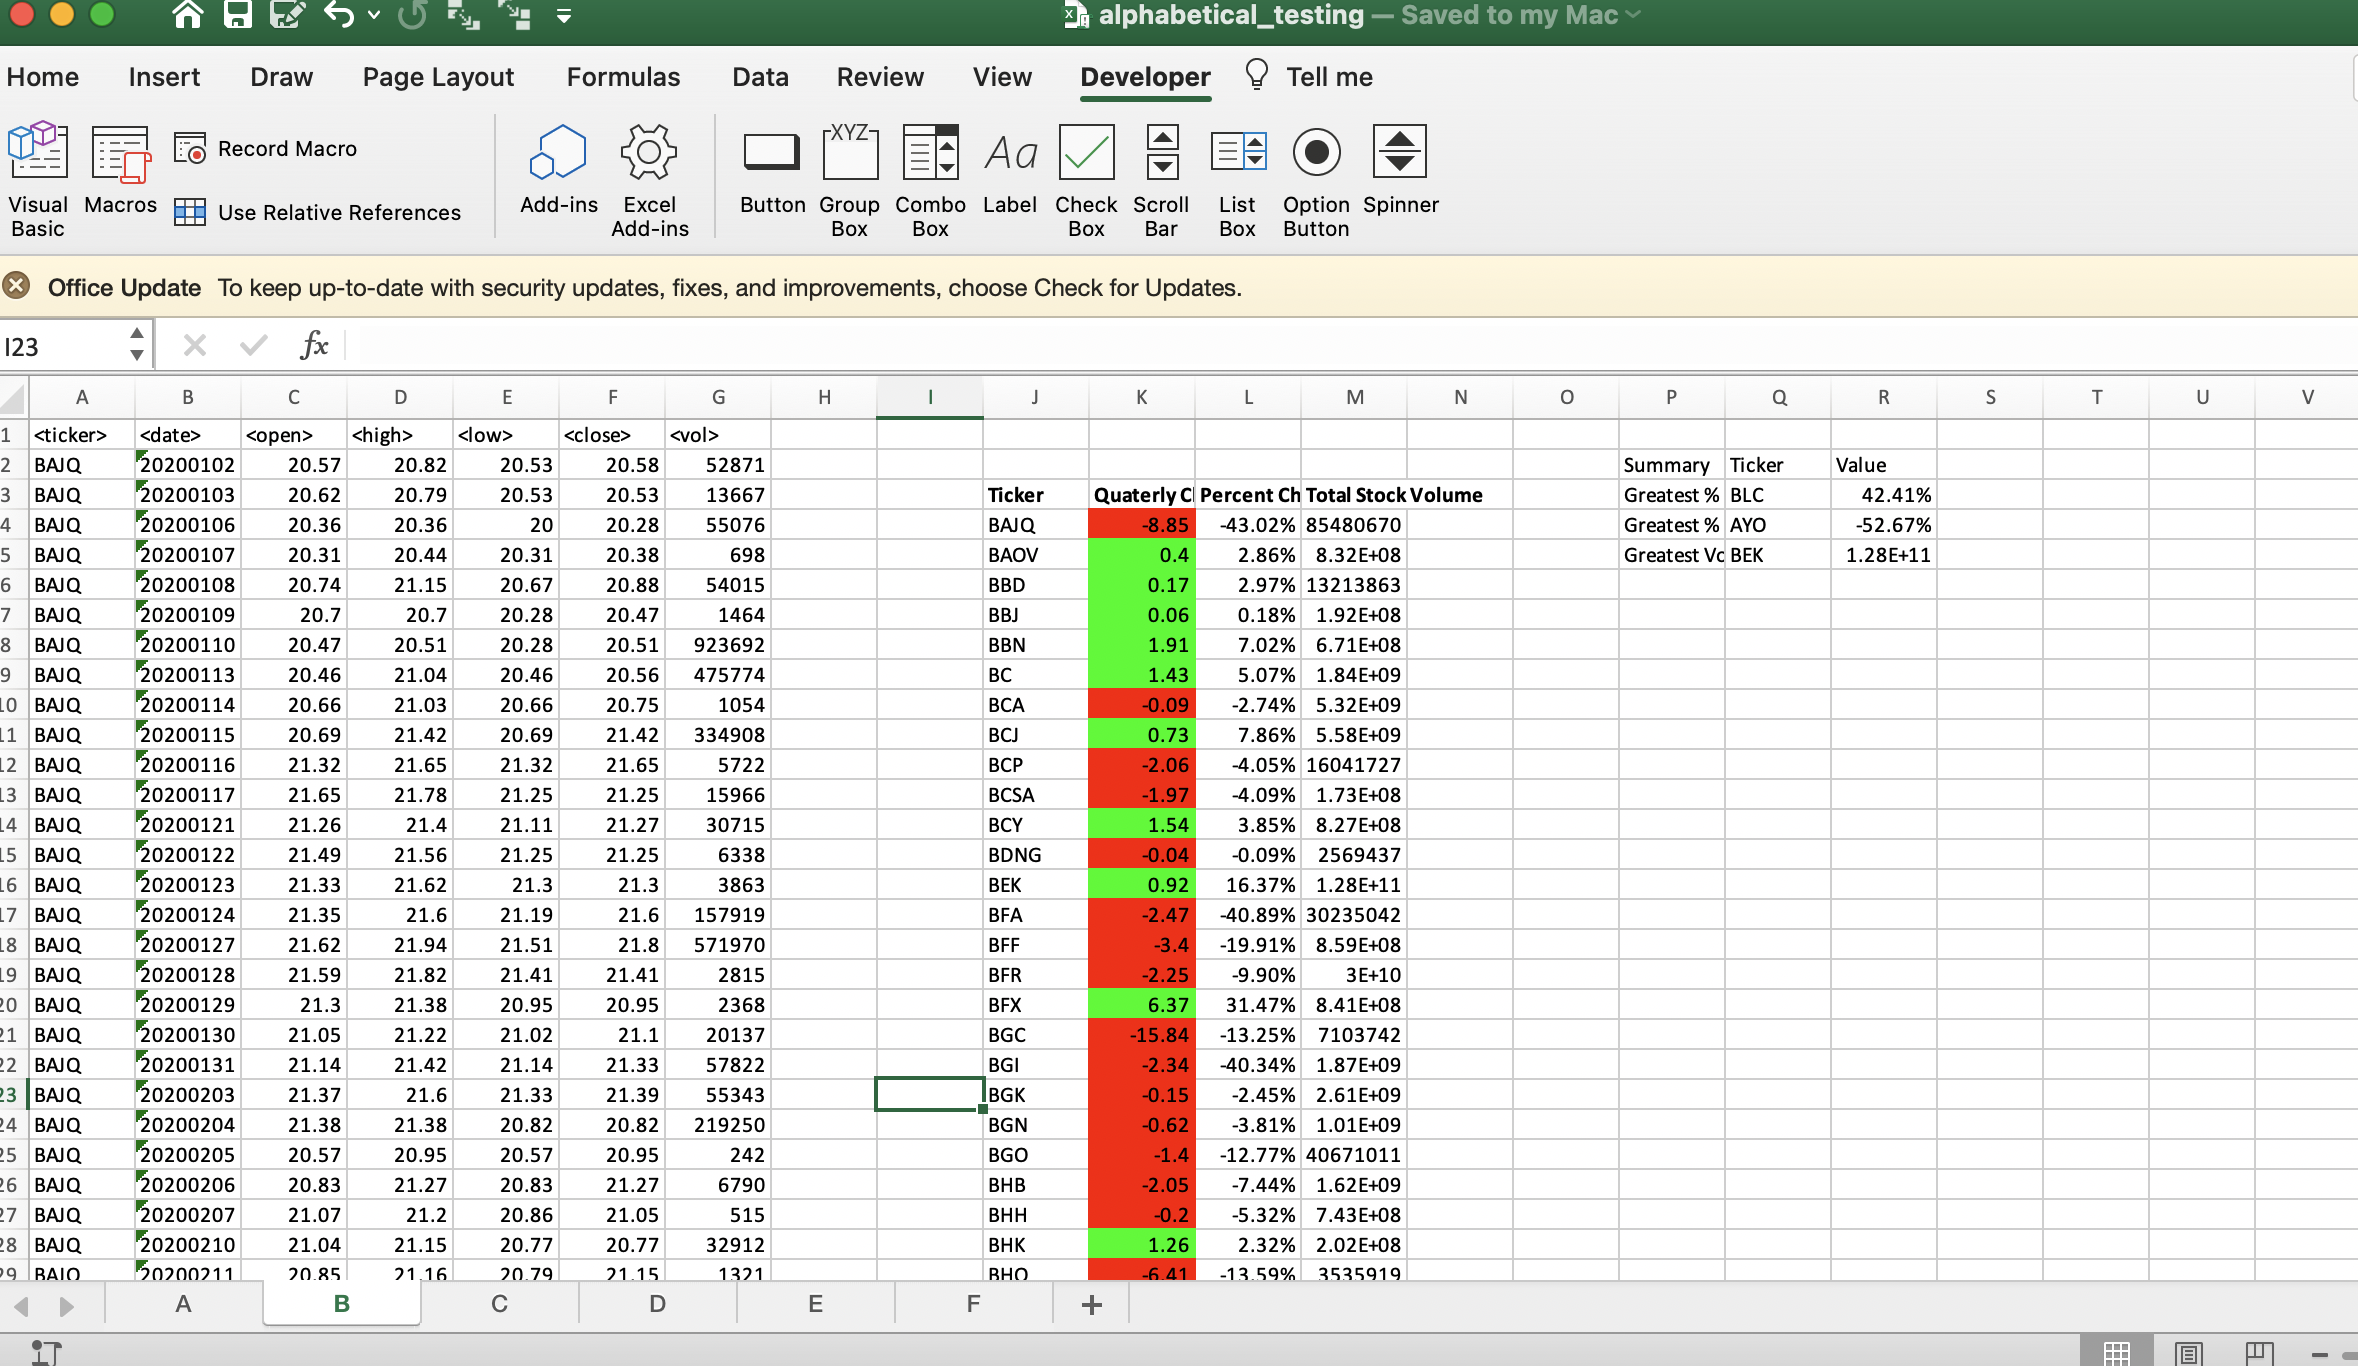 alphabetical_testing — Saved to my Mac
Home Insert Draw Page Layout Formulas Data Review View Developer Tell me
Visual Basic Macros Record Macro Use Relative References Add-ins Excel Add-ins XYZ Button Group Box Combo Box Aa Label Check Box Scroll Bar List Box Option Button Spinner
Office Update To keep up-to-date with security updates, fixes, and improvements, choose Check for Updates.
I23 fx
A B C D E F G H I J K L M N O P Q R S T U V
1 <ticker> <date> <open> <high> <low> <close> <vol>
2 BAJQ 20200102 20.57 20.82 20.53 20.58 52871 Summary Ticker Value
3 BAJQ 20200103 20.62 20.79 20.53 20.53 13667 Ticker Quaterly Cl Percent Ch Total Stock Volume Greatest % BLC 42.41%
4 BAJQ 20200106 20.36 20.36 20 20.28 55076 BAJQ -8.85 -43.02% 85480670 Greatest % AYO -52.67%
5 BAJQ 20200107 20.31 20.44 20.31 20.38 698 BAOV 0.4 2.86% 8.32E+08 Greatest Vo BEK 1.28E+11
6 BAJQ 20200108 20.74 21.15 20.67 20.88 54015 BBD 0.17 2.97% 13213863
7 BAJQ 20200109 20.7 20.7 20.28 20.47 1464 BBJ 0.06 0.18% 1.92E+08
8 BAJQ 20200110 20.47 20.51 20.28 20.51 923692 BBN 1.91 7.02% 6.71E+08
9 BAJQ 20200113 20.46 21.04 20.46 20.56 475774 BC 1.43 5.07% 1.84E+09
10 BAJQ 20200114 20.66 21.03 20.66 20.75 1054 BCA -0.09 -2.74% 5.32E+09
11 BAJQ 20200115 20.69 21.42 20.69 21.42 334908 BCJ 0.73 7.86% 5.58E+09
12 BAJQ 20200116 21.32 21.65 21.32 21.65 5722 BCP -2.06 -4.05% 16041727
13 BAJQ 20200117 21.65 21.78 21.25 21.25 15966 BCSA -1.97 -4.09% 1.73E+08
14 BAJQ 20200121 21.26 21.4 21.11 21.27 30715 BCY 1.54 3.85% 8.27E+08
15 BAJQ 20200122 21.49 21.56 21.25 21.25 6338 BDNG -0.04 -0.09% 2569437
16 BAJQ 20200123 21.33 21.62 21.3 21.3 3863 BEK 0.92 16.37% 1.28E+11
17 BAJQ 20200124 21.35 21.6 21.19 21.6 157919 BFA -2.47 -40.89% 30235042
18 BAJQ 20200127 21.62 21.94 21.51 21.8 571970 BFF -3.4 -19.91% 8.59E+08
19 BAJQ 20200128 21.59 21.82 21.41 21.41 2815 BFR -2.25 -9.90% 3E+10
20 BAJQ 20200129 21.3 21.38 20.95 20.95 2368 BFX 6.37 31.47% 8.41E+08
21 BAJQ 20200130 21.05 21.22 21.02 21.1 20137 BGC -15.84 -13.25% 7103742
22 BAJQ 20200131 21.14 21.42 21.14 21.33 57822 BGI -2.34 -40.34% 1.87E+09
23 BAJQ 20200203 21.37 21.6 21.33 21.39 55343 BGK -0.15 -2.45% 2.61E+09
24 BAJQ 20200204 21.38 21.38 20.82 20.82 219250 BGN -0.62 -3.81% 1.01E+09
25 BAJQ 20200205 20.57 20.95 20.57 20.95 242 BGO -1.4 -12.77% 40671011
26 BAJQ 20200206 20.83 21.27 20.83 21.27 6790 BHB -2.05 -7.44% 1.62E+09
27 BAJQ 20200207 21.07 21.2 20.86 21.05 515 BHH -0.2 -5.32% 7.43E+08
28 BAJQ 20200210 21.04 21.15 20.77 20.77 32912 BHK 1.26 2.32% 2.02E+08
29 BAJQ 20200211 20.85 21.16 20.79 21.15 1321 BHQ -6.41 -13.59% 3535919
A B C D E F +